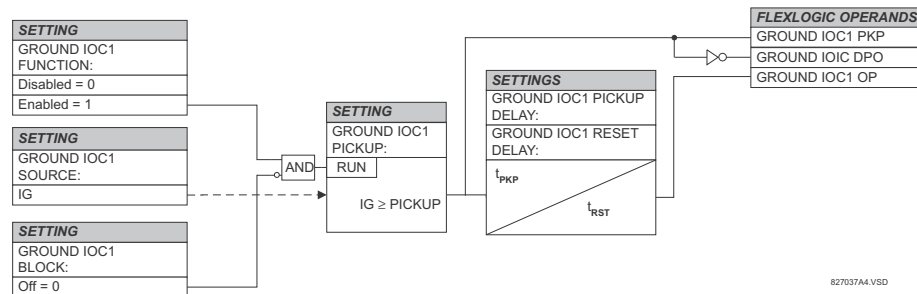 SETTING
GROUND IOC1
FUNCTION:
Disabled = 0
Enabled = 1
SETTING
GROUND IOC1
SOURCE:
IG
SETTING
GROUND IOC1
BLOCK:
Off = 0
AND
SETTING
GROUND IOC1
PICKUP:
RUN
IG ≥ PICKUP
SETTINGS
GROUND IOC1 PICKUP
DELAY:
GROUND IOC1 RESET
DELAY:
tPKP
tRST
FLEXLOGIC OPERANDS
GROUND IOC1 PKP
GROUND IOIC DPO
GROUND IOC1 OP
827037A4.VSD